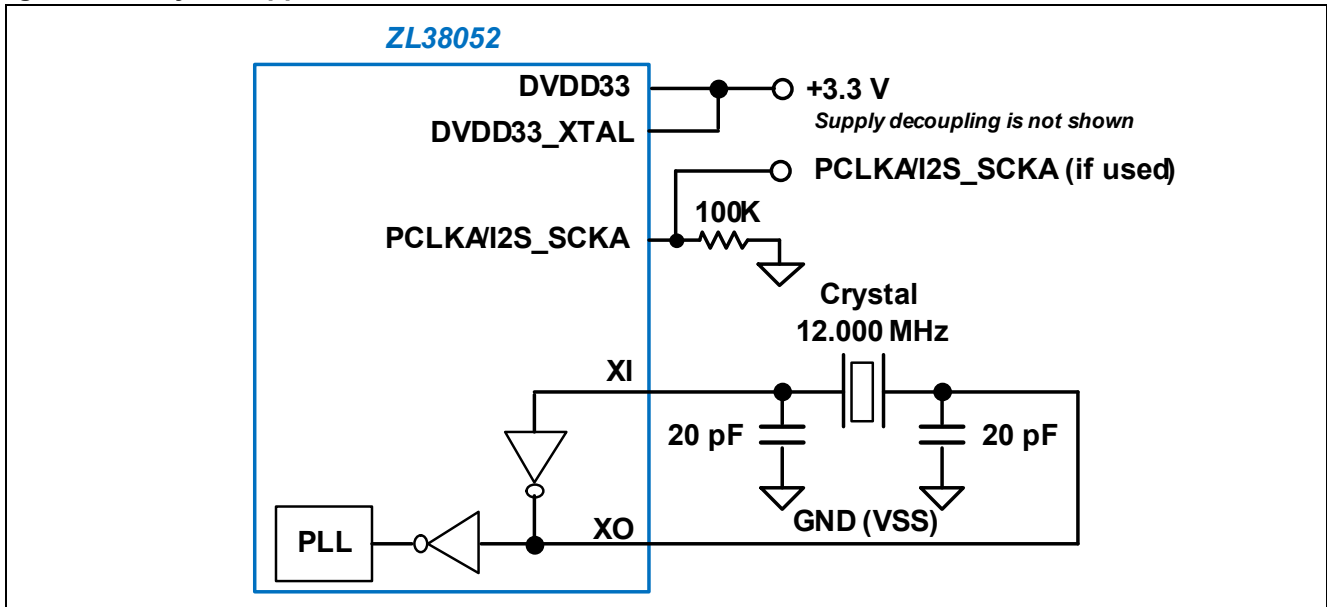 ZL38052
DVDD33
+3.3 V
Supply decoupling is not shown
DVDD33_XTAL
PCLKA/I2S_SCKA (if used)
100K
PCLKA/I2S_SCKA
Crystal
12.000 MHz
XI
20 pF
20 pF
GND (VSS)
XO
PLL